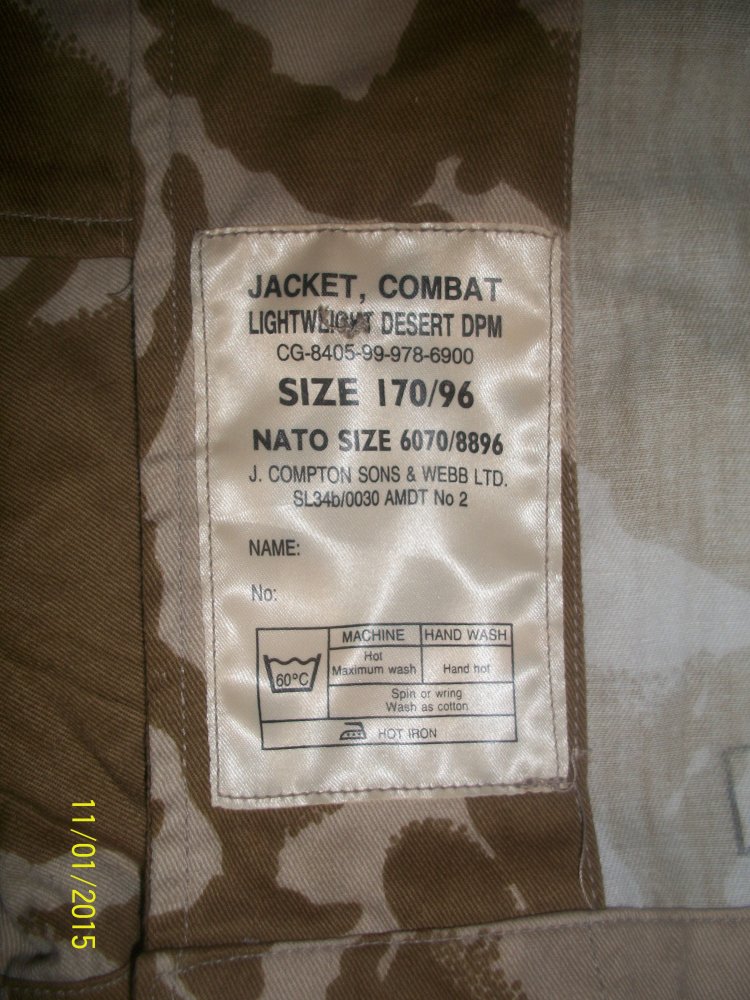 JACKET, COMBAT
LIGHTWEIGHT DESERT DPM
CG-8405-99-978-6900
SIZE 170/96
NATO SIZE 6070/8896
J. COMPTON SONS & WEBB LTD.
SL34b/0030 AMDT No 2
NAME:
No:
MACHINE HAND WASH
60°C
Hot
Maximum wash Hand hot
Spin or wring
Wash as cotton
HOT IRON
11/01/2015